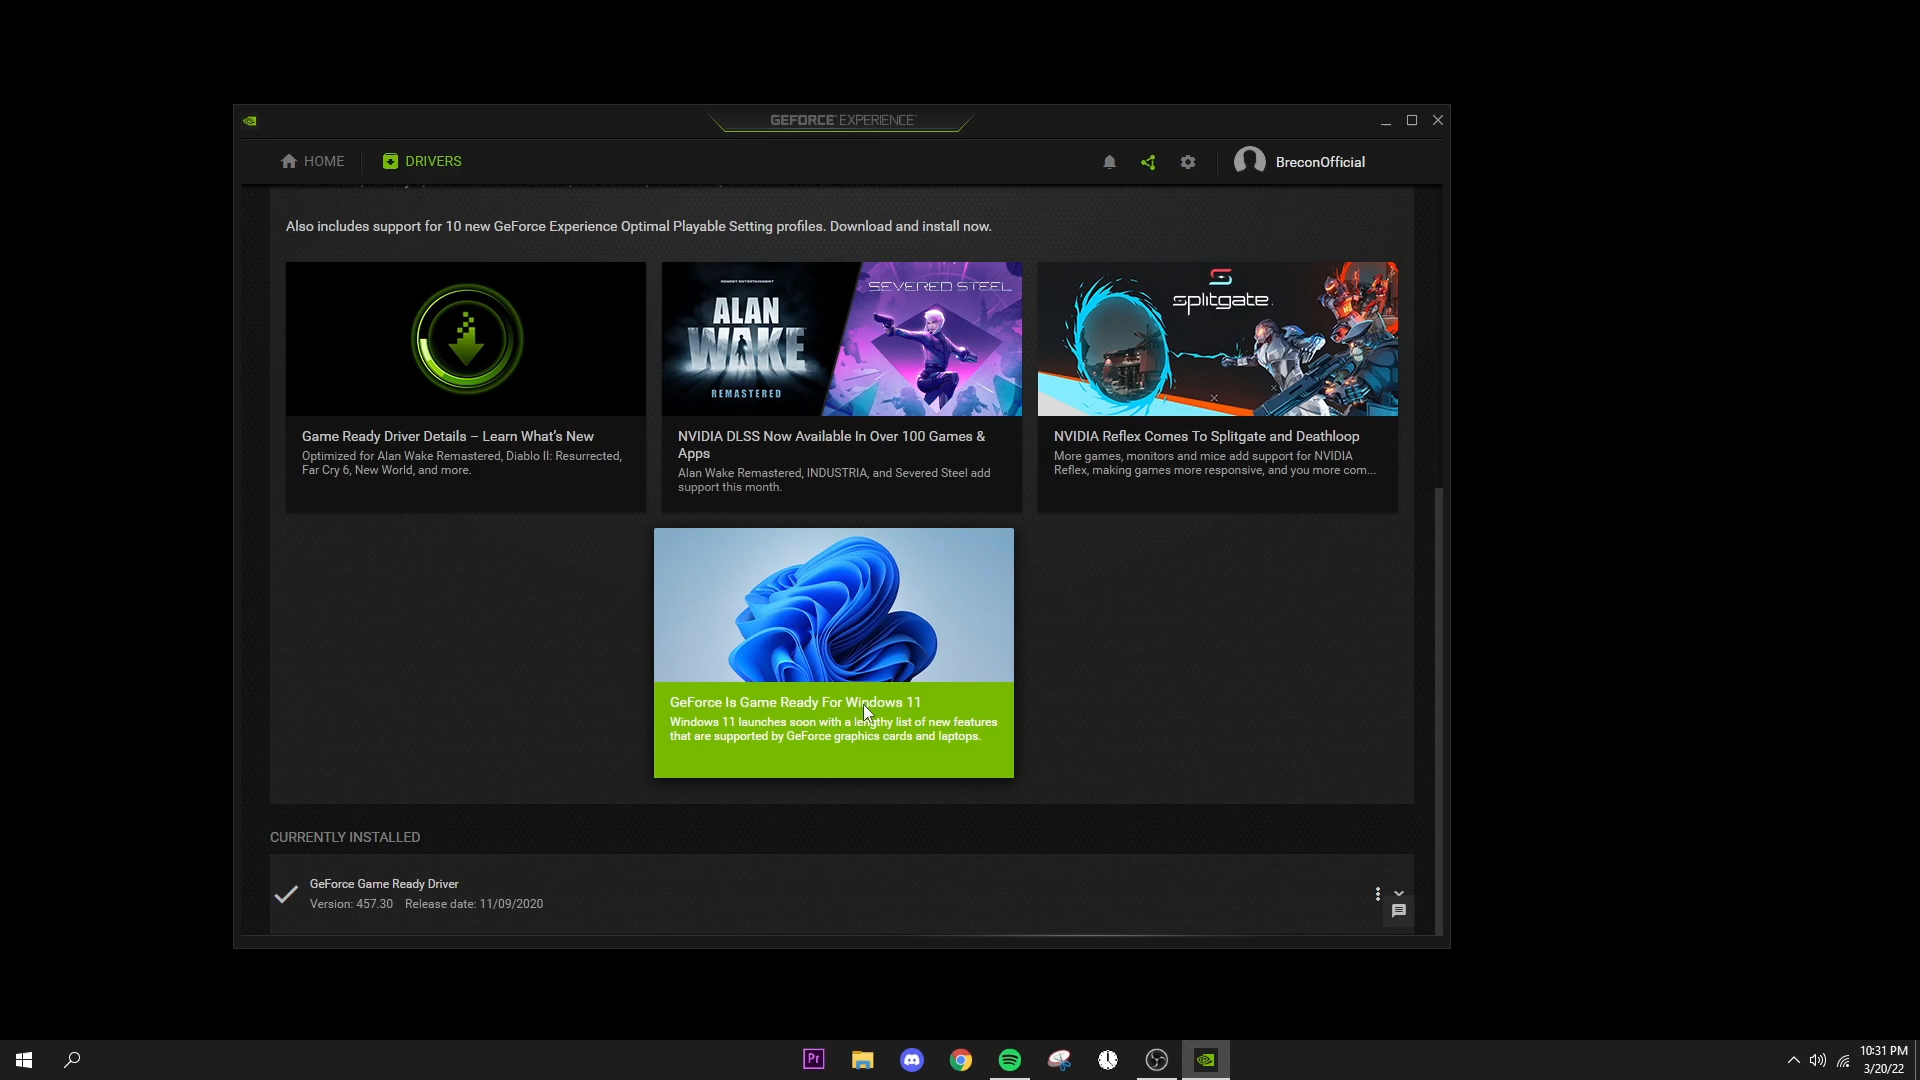 GEFORCE EXPERIENCE
HOME
DRIVERS
BreconOfficial
Also includes support for 10 new GeForce Experience Optimal Playable Setting profiles. Download and install now.
REMEDY ENTERTAINMENT
ALAN
WAKE
REMASTERED
SEVERED STEEL
splitgate
Game Ready Driver Details – Learn What's New
Optimized for Alan Wake Remastered, Diablo II: Resurrected,
Far Cry 6, New World, and more.
NVIDIA DLSS Now Available In Over 100 Games &
Apps
Alan Wake Remastered, INDUSTRIA, and Severed Steel add
support this month.
NVIDIA Reflex Comes To Splitgate and Deathloop
More games, monitors and mice add support for NVIDIA
Reflex, making games more responsive, and you more com...
GeForce Is Game Ready For Windows 11
Windows 11 launches soon with a lengthy list of new features
that are supported by GeForce graphics cards and laptops.
CURRENTLY INSTALLED
GeForce Game Ready Driver
Version: 457.30 Release date: 11/09/2020
Pr
10:31 PM
3/20/22